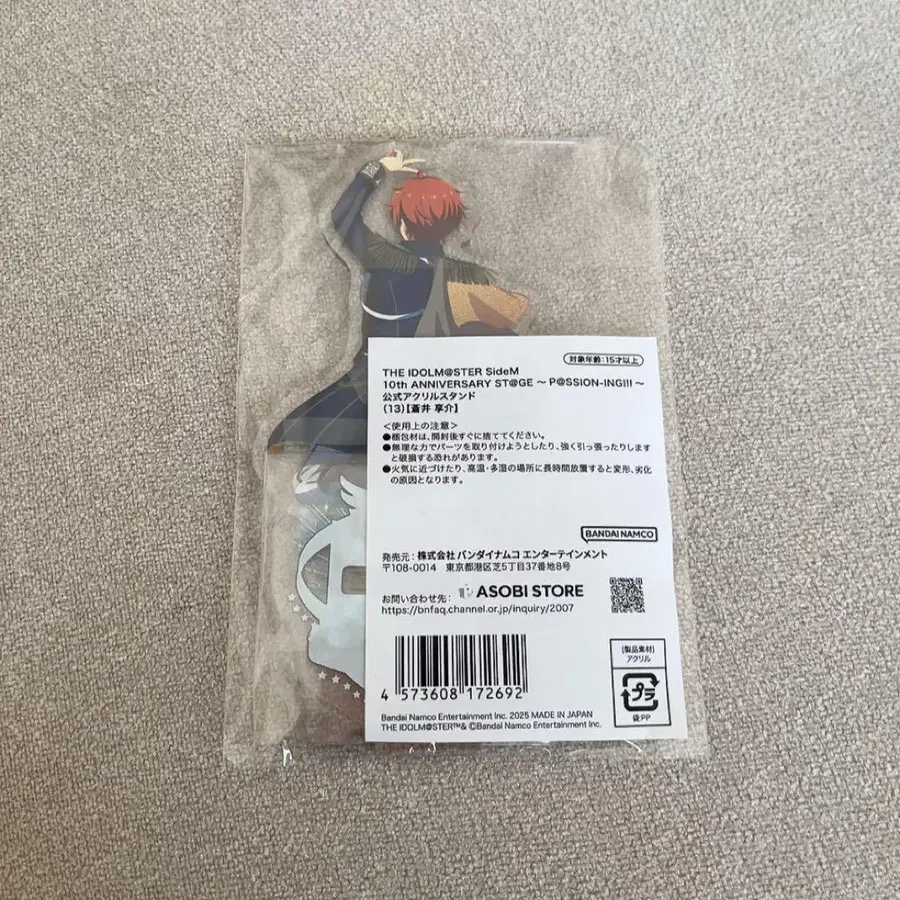 対象年齢:15才以上
THE IDOLM@STER SideM
10th ANNIVERSARY ST@GE ~ P@SSION-ING!!! ~
公式アクリルスタンド
(13)【蒼井 享介】
<使用上の注意>
●梱包材は、開封後すぐに捨ててください。
●無理な力でパーツを取り付けようとしたり、強く引っ張ったりします
と破損する恐れがあります。
●火気に近づけたり、高温・多湿の場所に長時間放置すると変形、劣化
の原因となります。
BANDAI NAMCO
発売元:株式会社 バンダイナムコ エンターテインメント
〒108-0014 東京都港区芝5丁目37番地8号
お問い合わせ先: ASOBI STORE
https://bnfaq.channel.or.jp/inquiry/2007
4 573608 172692
[製品素材]
アクリル
プラ
袋:PP
Bandai Namco Entertainment Inc. 2025 MADE IN JAPAN
THE IDOLM@STER™& ©Bandai Namco Entertainment Inc.